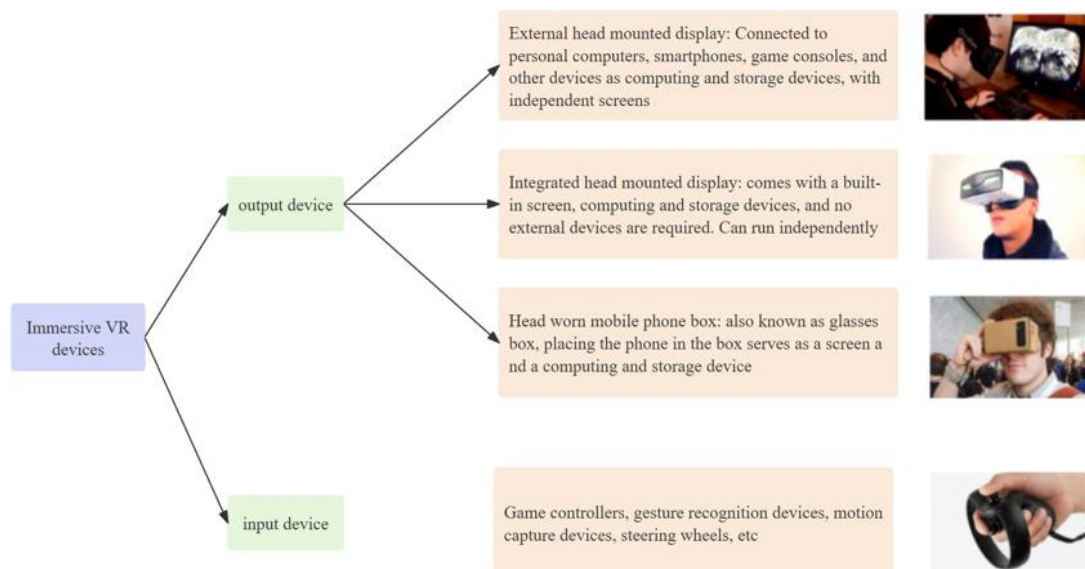 External head mounted display: Connected to
personal computers, smartphones, game consoles, and
other devices as computing and storage devices, with
independent screens
output device
Integrated head mounted display: comes with a built-
in screen, computing and storage devices, and no
external devices are required. Can run independently
Immersive VR
devices
Head worn mobile phone box: also known as glasses
box, placing the phone in the box serves as a screen a
nd a computing and storage device
input device
Game controllers, gesture recognition devices, motion
capture devices, steering wheels, etc